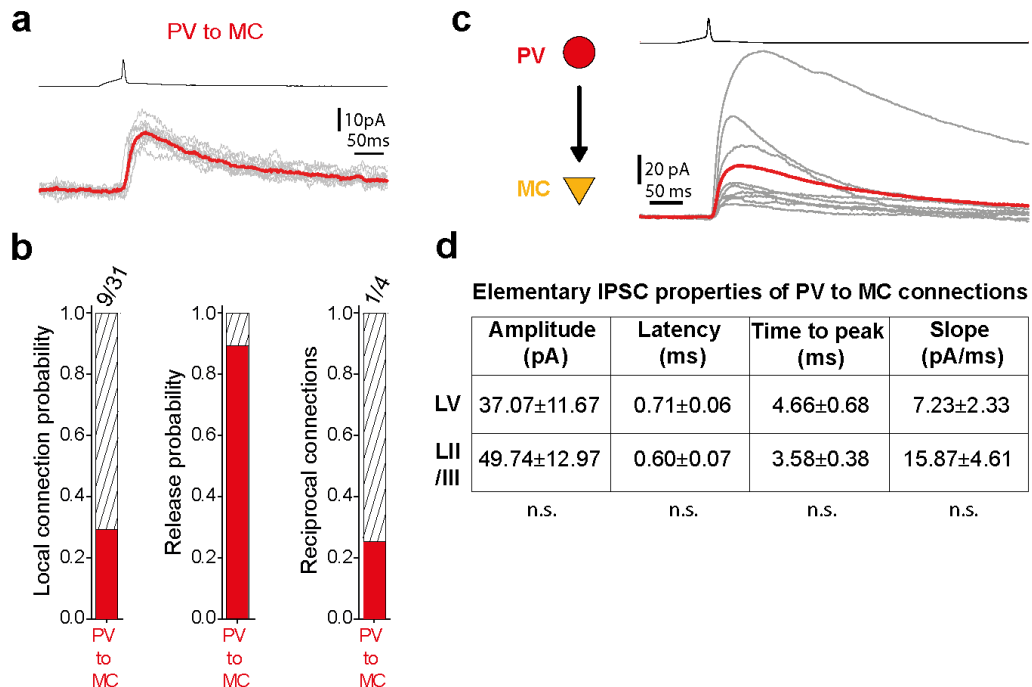 a
PV to MC
10pA
50ms
b
Local connection probability
1.0
0.8
0.6
0.4
0.2
0.0
9/31
PV
to
MC
Release probability
1.0
0.8
0.6
0.4
0.2
0.0
PV
to
MC
Reciprocal connections
1.0
0.8
0.6
0.4
0.2
0.0
1/4
PV
to
MC
c
PV
MC
20 pA
50 ms
d
Elementary IPSC properties of PV to MC connections
Amplitude (pA) Latency (ms) Time to peak (ms) Slope (pA/ms)
LV 37.07±11.67 0.71±0.06 4.66±0.68 7.23±2.33
LII/III 49.74±12.97 0.60±0.07 3.58±0.38 15.87±4.61
n.s. n.s. n.s. n.s.